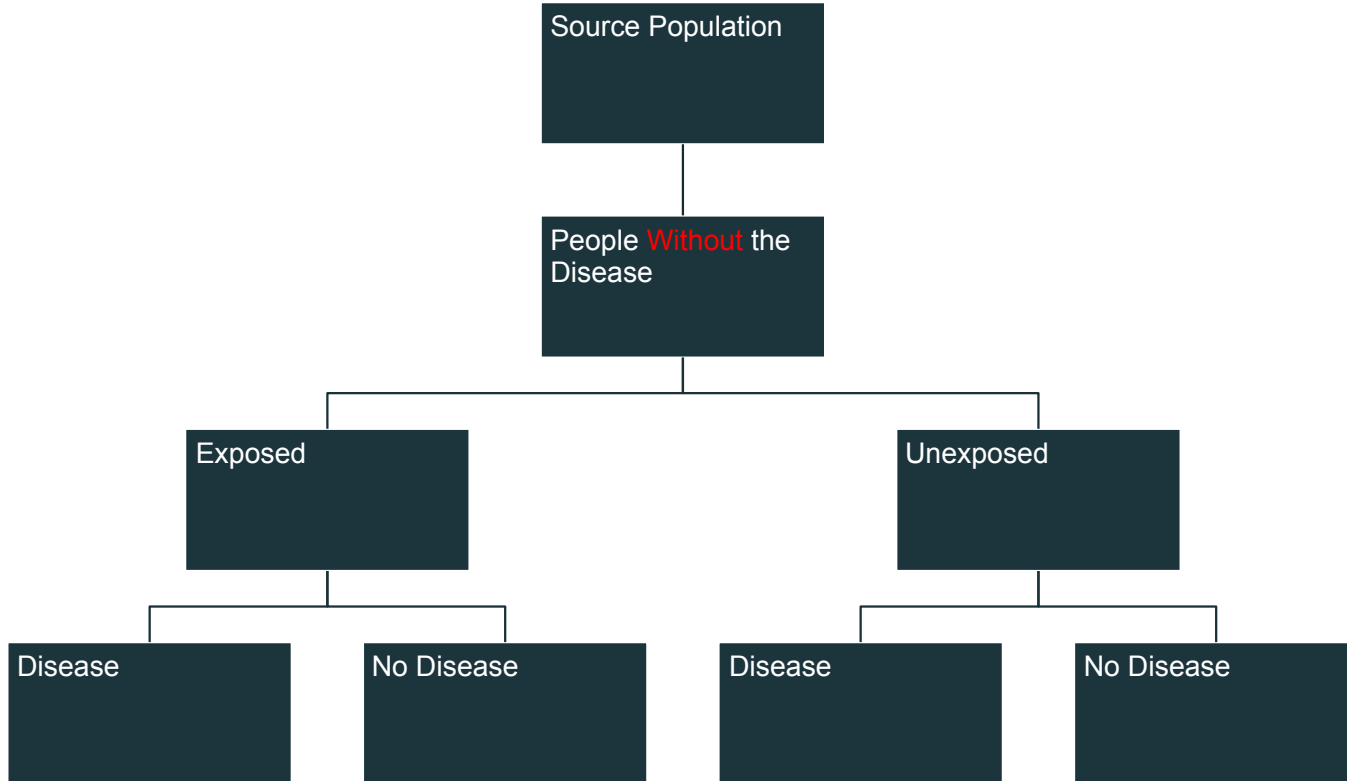 Source Population
People Without the
Disease
Exposed
Unexposed
Disease
No Disease
Disease
No Disease